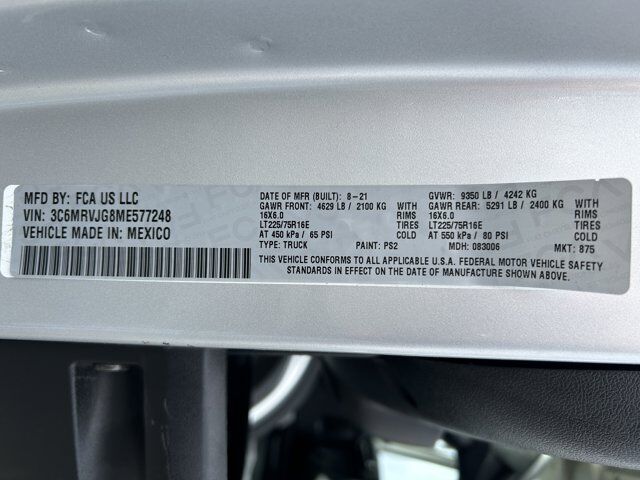 MFD BY: FCA US LLC
VIN: 3C6MRVJG8ME577248
VEHICLE MADE IN: MEXICO
DATE OF MFR (BUILT): 8-21
GAWR FRONT: 4629 LB / 2100 KG WITH
16X6.0 RIMS
LT225/75R16E TIRES
AT 450 kPa / 65 PSI COLD
TYPE: TRUCK PAINT: PS2
GVWR: 9350 LB / 4242 KG
GAWR REAR: 5291 LB / 2400 KG WITH
16X6.0 RIMS
LT225/75R16E TIRES
AT 550 kPa / 80 PSI COLD
MDH: 083006 MKT: 875
THIS VEHICLE CONFORMS TO ALL APPLICABLE U.S.A. FEDERAL MOTOR VEHICLE SAFETY
STANDARDS IN EFFECT ON THE DATE OF MANUFACTURE SHOWN ABOVE.